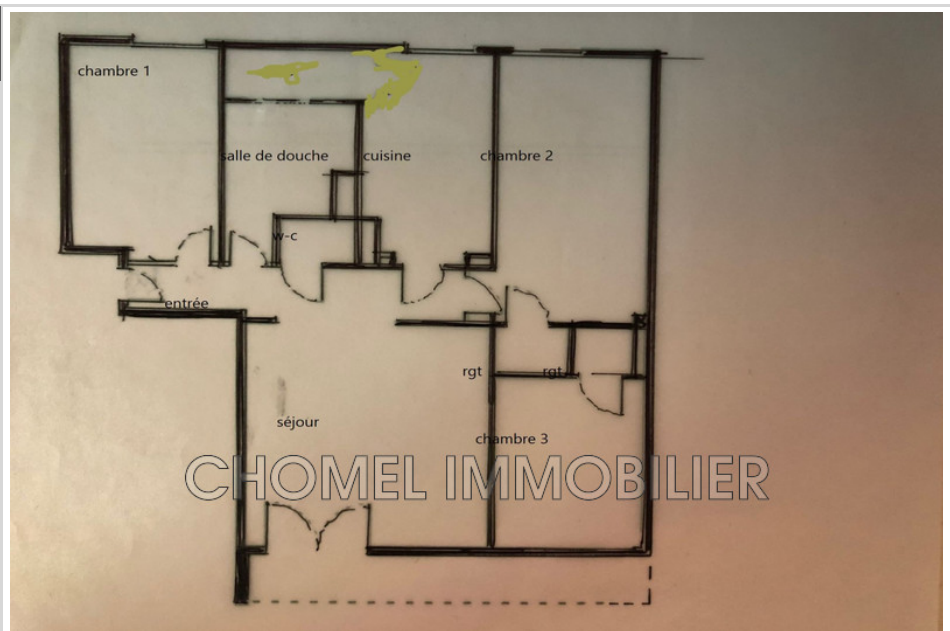 chambre 1
salle de douche
cuisine
chambre 2
w-c
entrée
rgt
rgt
séjour
chambre 3
CHOMEL IMMOBILIER